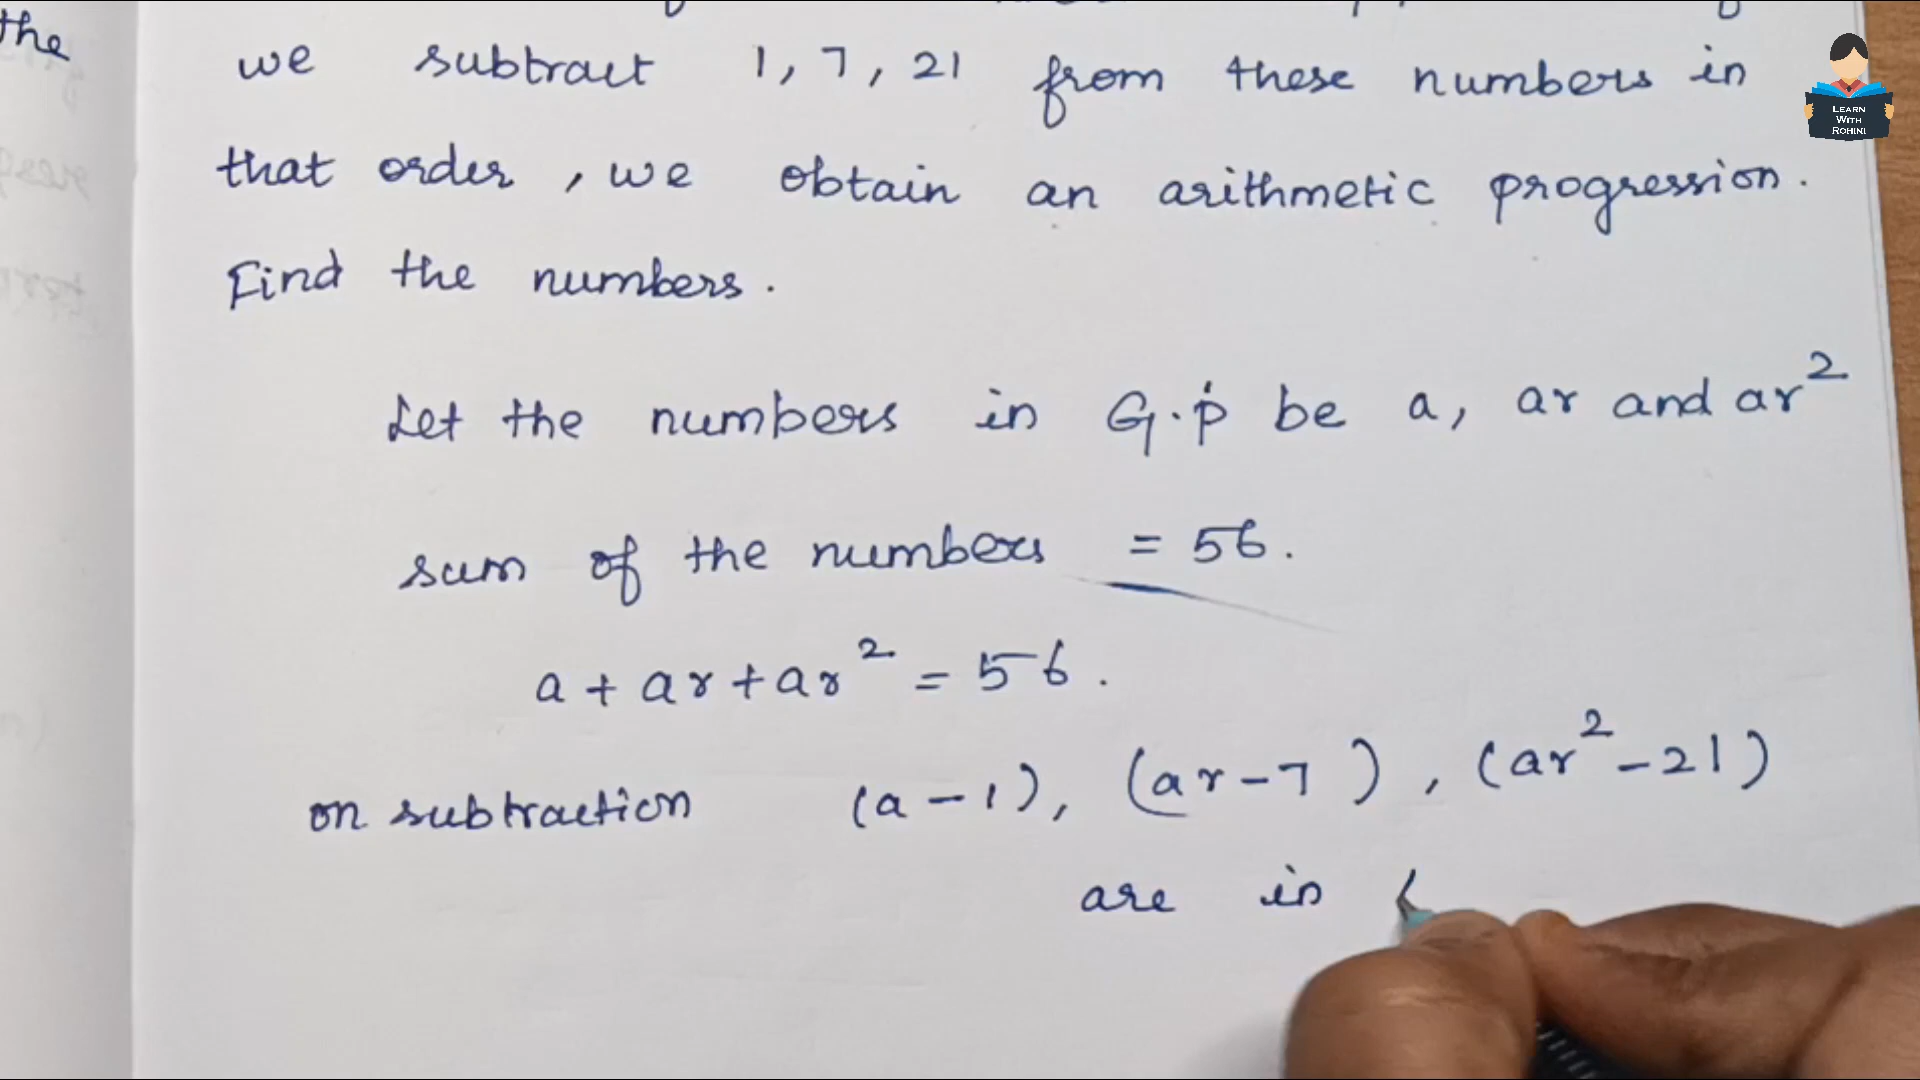 the
we subtract 1, 7, 21 from these numbers in
that order, we obtain an arithmetic progression.
Find the numbers.
Let the numbers in G.P be a, ar and ar²
sum of the numbers = 56.
a + ar + ar² = 56.
on subtraction (a - 1), (ar - 7), (ar² - 21)
are in
LEARN
WITH
ROHINI